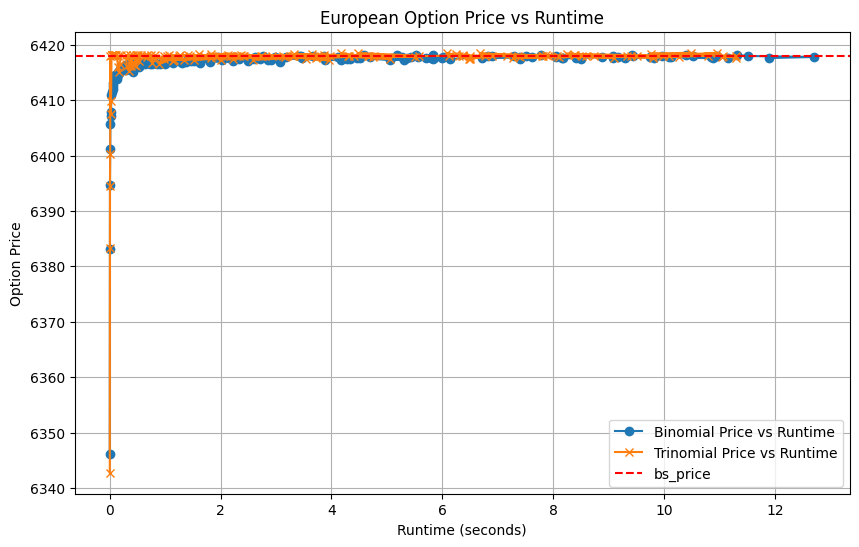 European Option Price vs Runtime
Option Price
6420
6410
6400
6390
6380
6370
6360
6350
6340
0
2
4
6
8
10
12
Runtime (seconds)
Binomial Price vs Runtime
Trinomial Price vs Runtime
bs_price